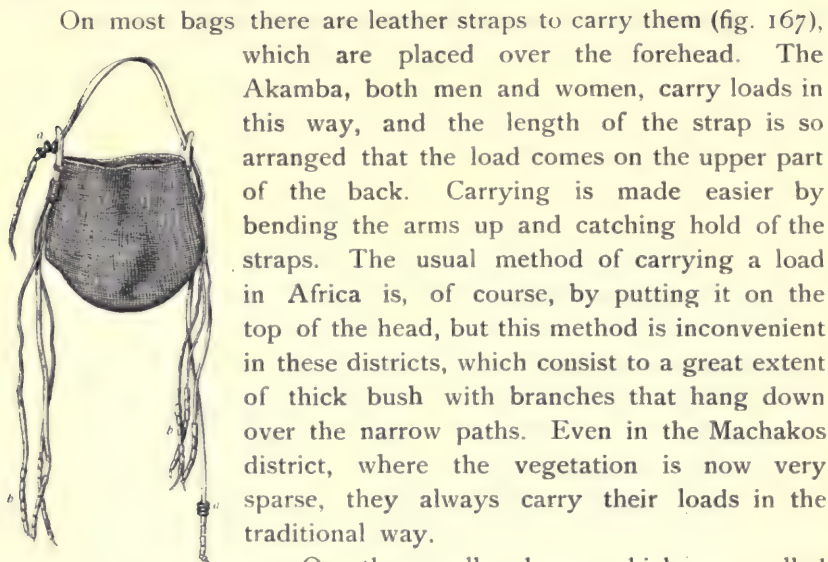 On most bags there are leather straps to carry them (fig. 167),
which are placed over the forehead. The
Akamba, both men and women, carry loads in
this way, and the length of the strap is so
arranged that the load comes on the upper part
of the back. Carrying is made easier by
bending the arms up and catching hold of the
straps. The usual method of carrying a load
in Africa is, of course, by putting it on the
top of the head, but this method is inconvenient
in these districts, which consist to a great extent
of thick bush with branches that hang down
over the narrow paths. Even in the Machakos
district, where the vegetation is now very
sparse, they always carry their loads in the
traditional way.
a
b
b
a